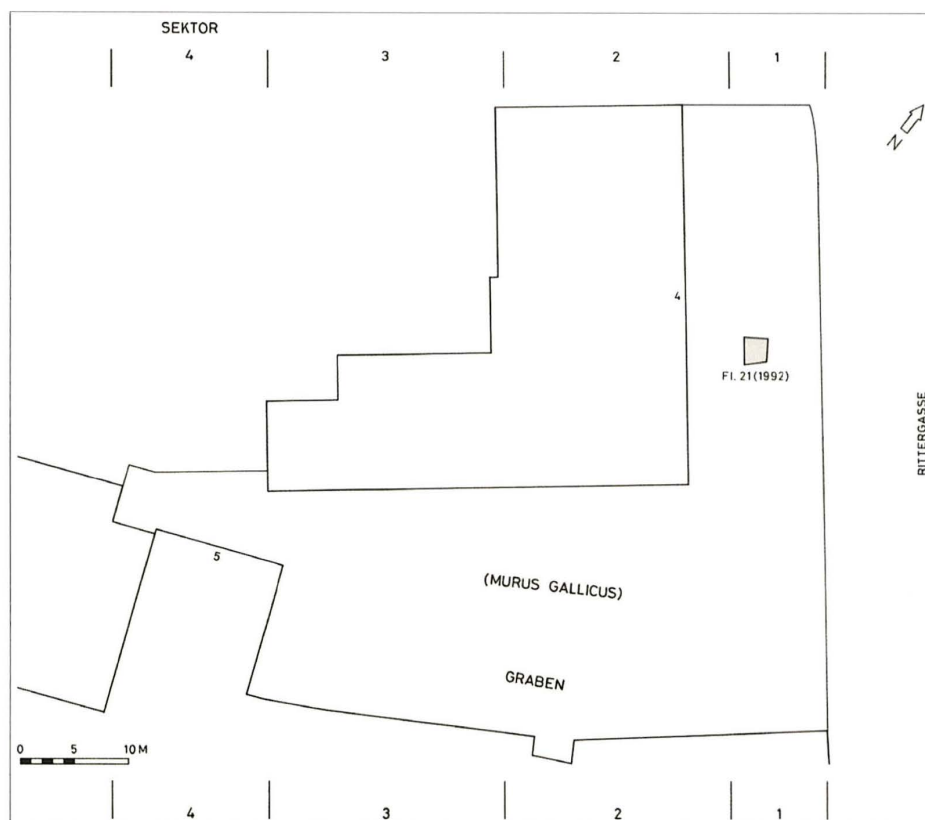 SEKTOR
4 3 2 1
N
4
FI. 21 (1992)
RITTERGASSE
5
(MURUS GALLICUS)
GRABEN
0 5 10 M
4 3 2 1